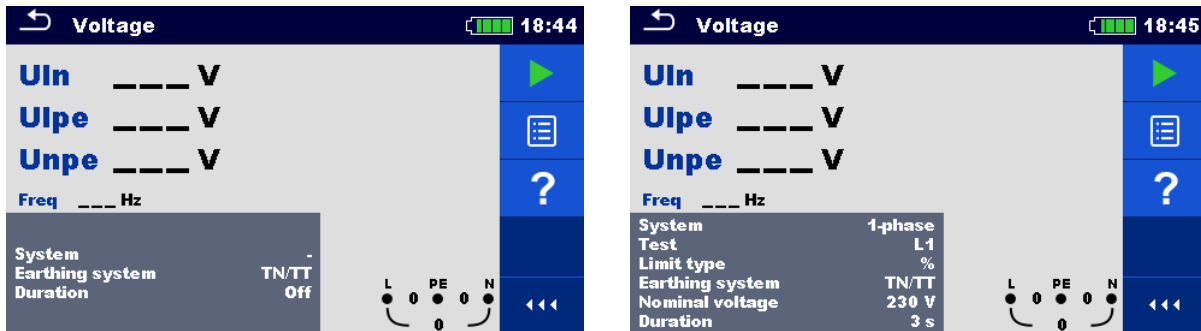 Voltage 18:44
Uln ___ V
Ulpe ___ V
Unpe ___ V
Freq ___ Hz
?
System -
Earthing system TN/TT
Duration Off
L PE N
0 0
0
Voltage 18:45
Uln ___ V
Ulpe ___ V
Unpe ___ V
Freq ___ Hz
?
System 1-phase
Test L1
Limit type %
Earthing system TN/TT
Nominal voltage 230 V
Duration 3 s
L PE N
0 0
0